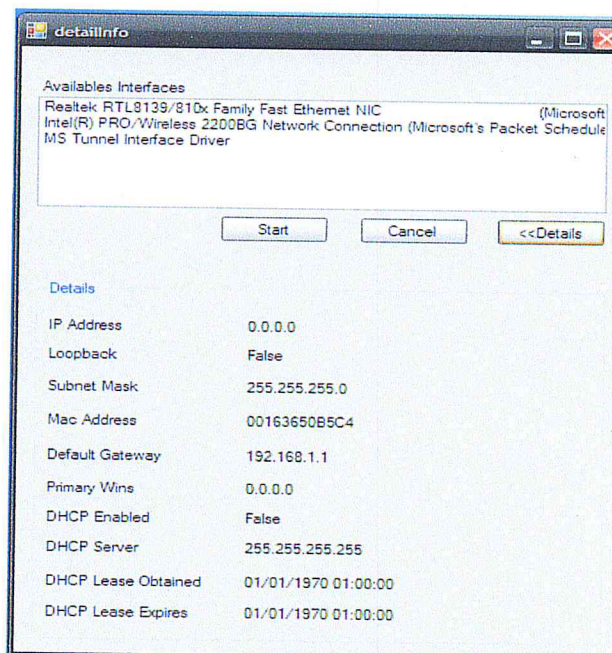 detailInfo
Availables Interfaces
Realtek RTL8139/810x Family Fast Ethernet NIC (Microsoft
Intel(R) PRO/Wireless 2200BG Network Connection (Microsoft's Packet Schedule
MS Tunnel Interface Driver
Start Cancel <<Details
Details
IP Address 0.0.0.0
Loopback False
Subnet Mask 255.255.255.0
Mac Address 00163650B5C4
Default Gateway 192.168.1.1
Primary Wins 0.0.0.0
DHCP Enabled False
DHCP Server 255.255.255.255
DHCP Lease Obtained 01/01/1970 01:00:00
DHCP Lease Expires 01/01/1970 01:00:00